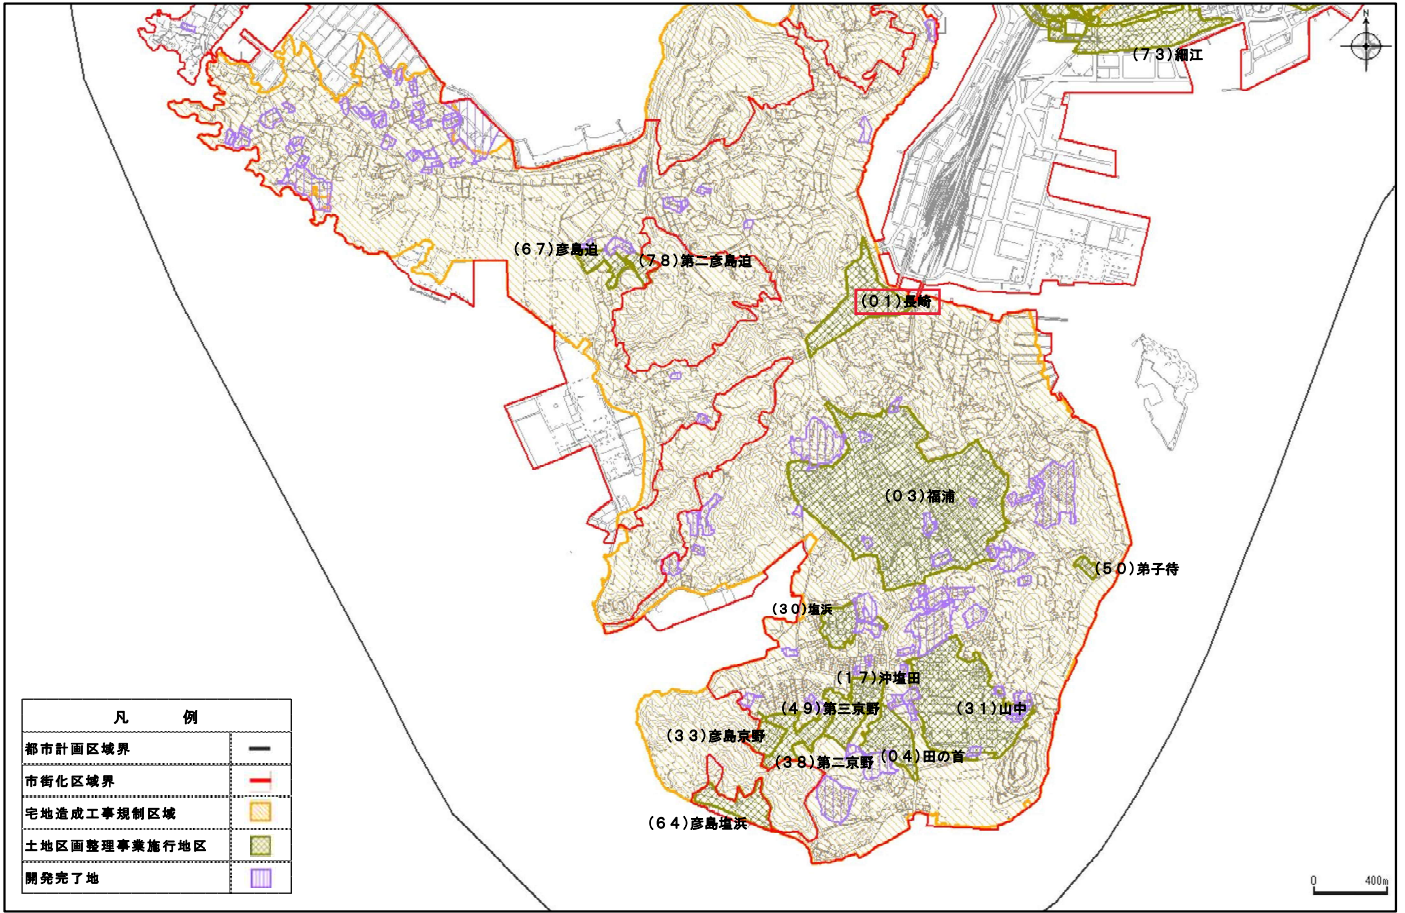 N
(73)細江
(67)彦島迫
(78)第二彦島迫
(01)長崎
(03)福浦
(50)弟子待
(30)塩浜
(17)沖塩田
(49)第三京野
(31)山中
(33)彦島京野
(38)第二京野
(04)田の首
(64)彦島塩浜
凡 例
都市計画区域界
市街化区域界
宅地造成工事規制区域
土地区画整理事業施行地区
開発完了地
0 400m